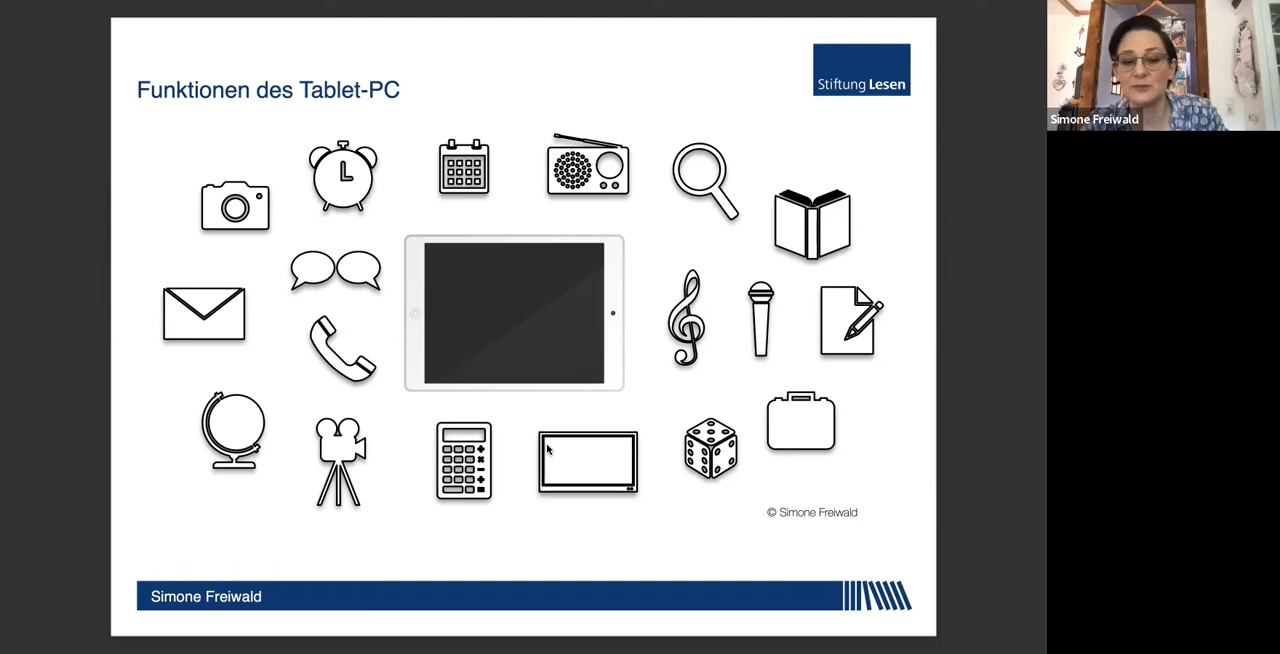 Funktionen des Tablet-PC
Stiftung Lesen
Simone Freiwald
© Simone Freiwald
Simone Freiwald